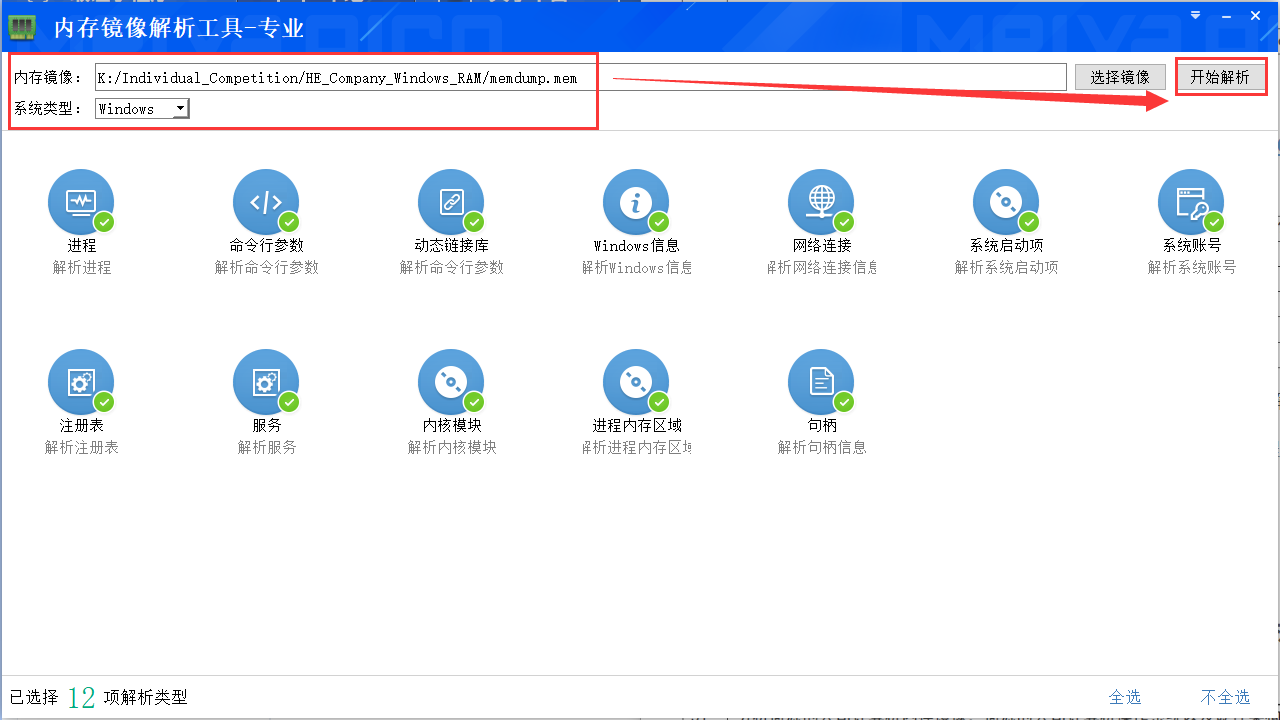 内存镜像解析工具-专业
内存镜像: K:/Individual_Competition/HE_Company_Windows_RAM/memdump.mem 选择镜像 开始解析
系统类型: Windows
进程 命令行参数 动态链接库 Windows信息 网络连接 系统启动项 系统账号
解析进程 解析命令行参数 解析命令行参数 解析Windows信息 解析网络连接信息 解析系统启动项 解析系统账号
注册表 服务 内核模块 进程内存区域 句柄
解析注册表 解析服务 解析内核模块 解析进程内存区域 解析句柄信息
已选择 12 项解析类型 全选 不全选